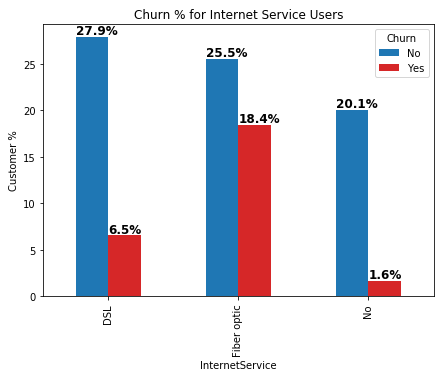 Churn % for Internet Service Users
Churn
No
Yes
27.9%
6.5%
25.5%
18.4%
20.1%
1.6%
Customer %
25
20
15
10
5
0
DSL
Fiber optic
No
InternetService